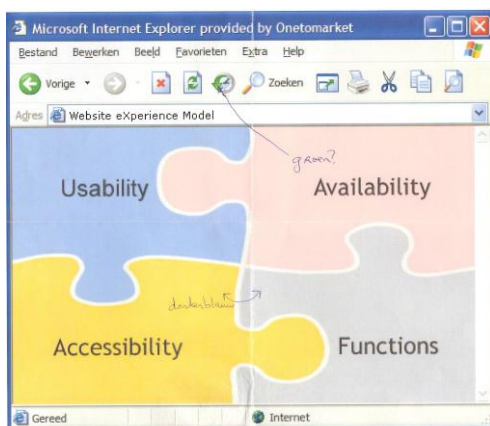 Microsoft Internet Explorer provided by Onetomarket
Bestand Bewerken Beeld Favorieten Extra Help
Vorige Zoeken
Adres Website eXperience Model
groen?
Usability Availability
donkerblauw
Accessibility Functions
Gereed Internet